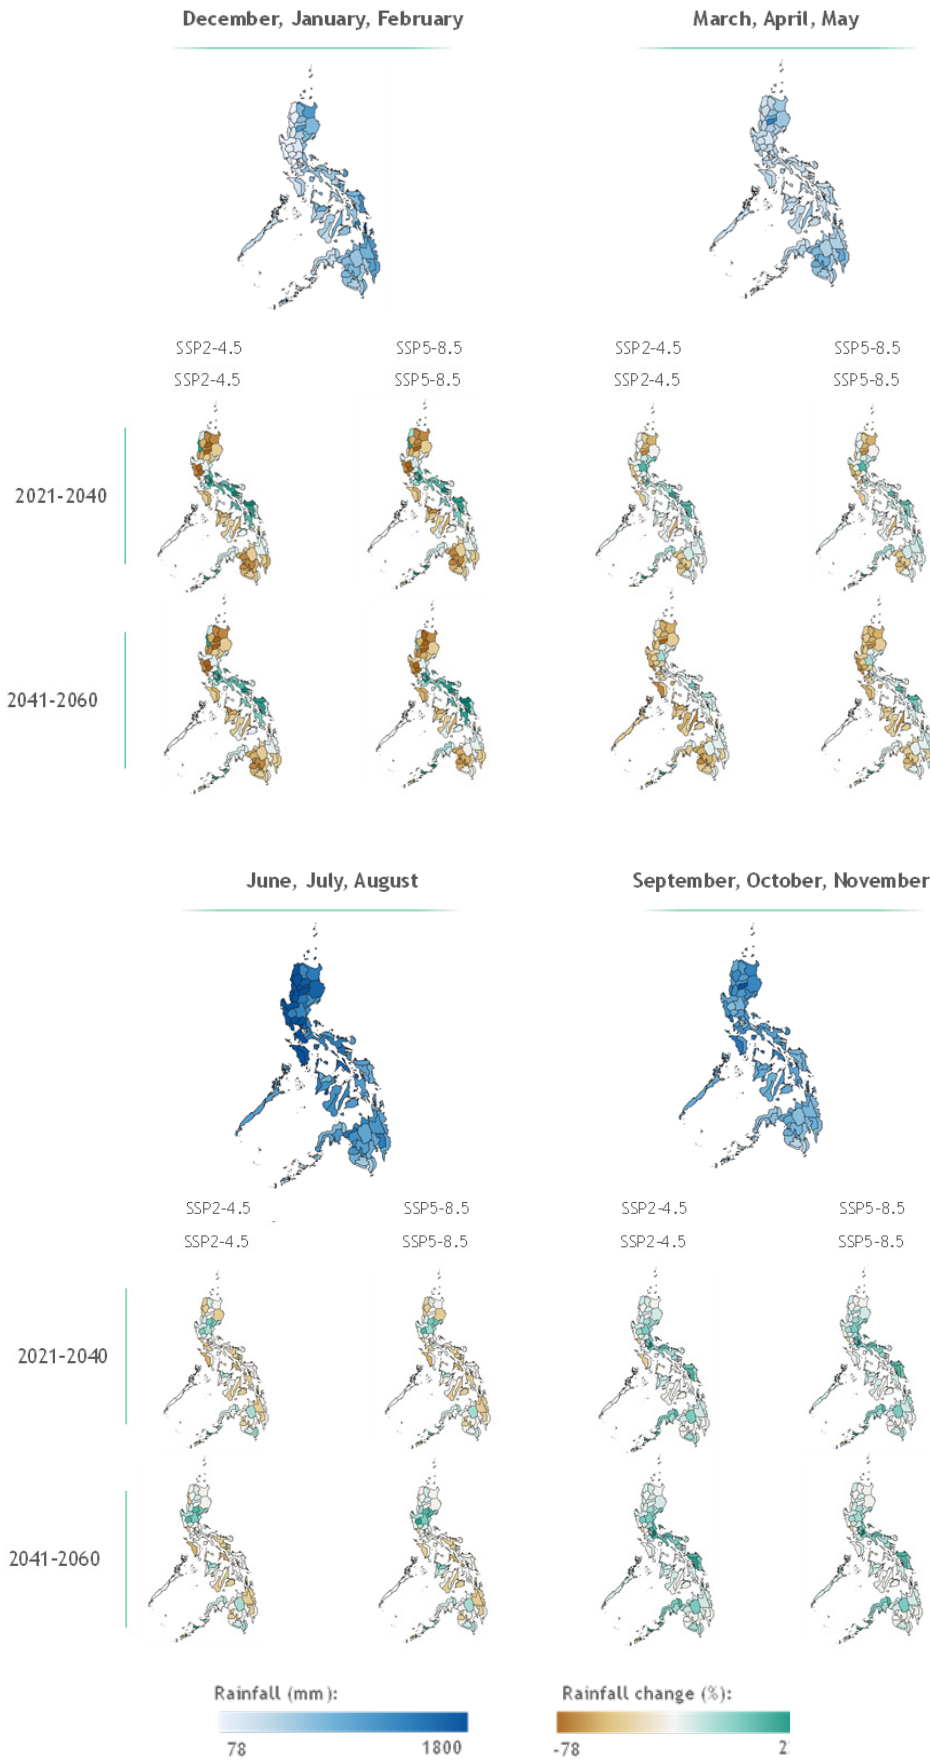 December, January, February
March, April, May
SSP2-4.5 SSP5-8.5 SSP2-4.5 SSP5-8.5
SSP2-4.5 SSP5-8.5 SSP2-4.5 SSP5-8.5
2021-2040
2041-2060
June, July, August
September, October, November
SSP2-4.5 SSP5-8.5 SSP2-4.5 SSP5-8.5
SSP2-4.5 SSP5-8.5 SSP2-4.5 SSP5-8.5
2021-2040
2041-2060
Rainfall (mm): Rainfall change (%):
78 1800 -78 2